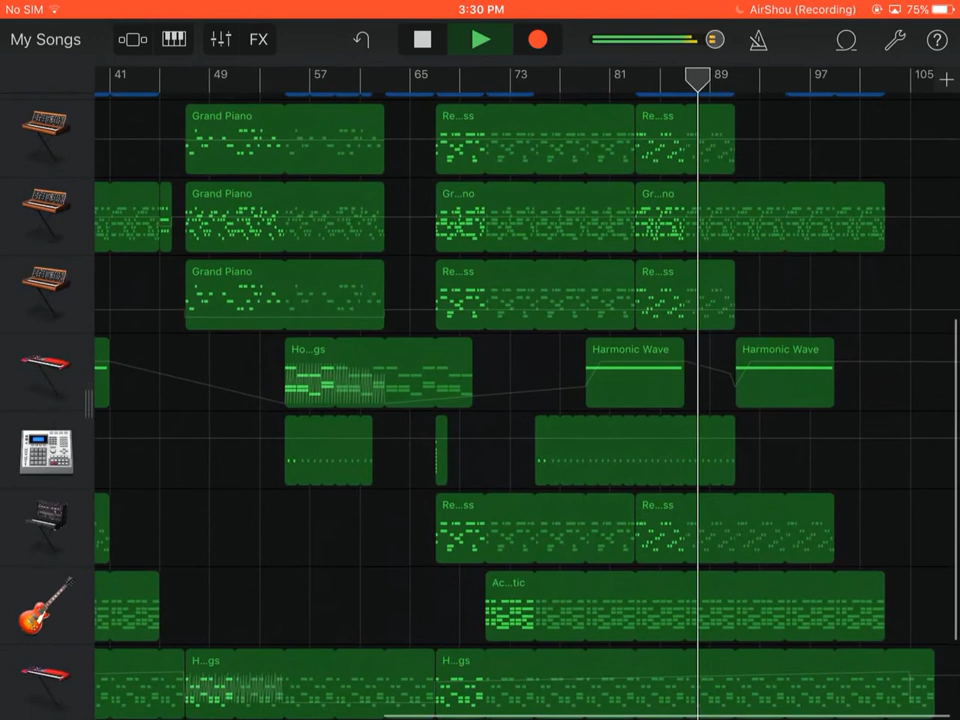 No SIM 3:30 PM AirShou (Recording) 75%
My Songs FX ?
41 49 57 65 73 81 89 97 105 +
Grand Piano Re...ss Re...ss
Grand Piano Gr...no Gr...no
Grand Piano Re...ss Re...ss
Ho...gs Harmonic Wave Harmonic Wave
Re...ss Re...ss
Ac...tic
H...gs H...gs